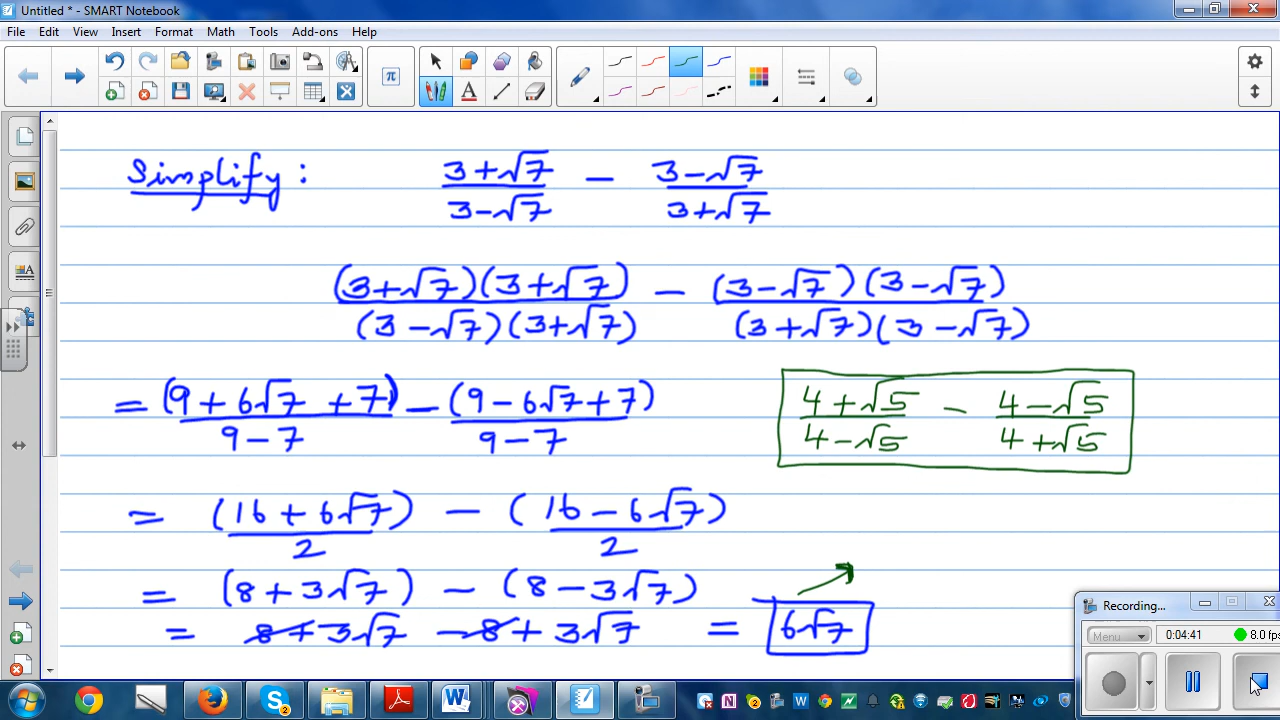 Untitled * - SMART Notebook
File Edit View Insert Format Math Tools Add-ons Help
Simplify : (3+√7)/(3-√7) - (3-√7)/(3+√7)
(3+√7)(3+√7)/(3-√7)(3+√7) - (3-√7)(3-√7)/(3+√7)(3-√7)
= (9+6√7+7)/(9-7) - (9-6√7+7)/(9-7)
(4+√5)/(4-√5) - (4-√5)/(4+√5)
= (16+6√7)/2 - (16-6√7)/2
= (8+3√7) - (8-3√7)
= 8+3√7 -8+3√7 = 6√7
Recording...
Menu 0:04:41 8.0 fp